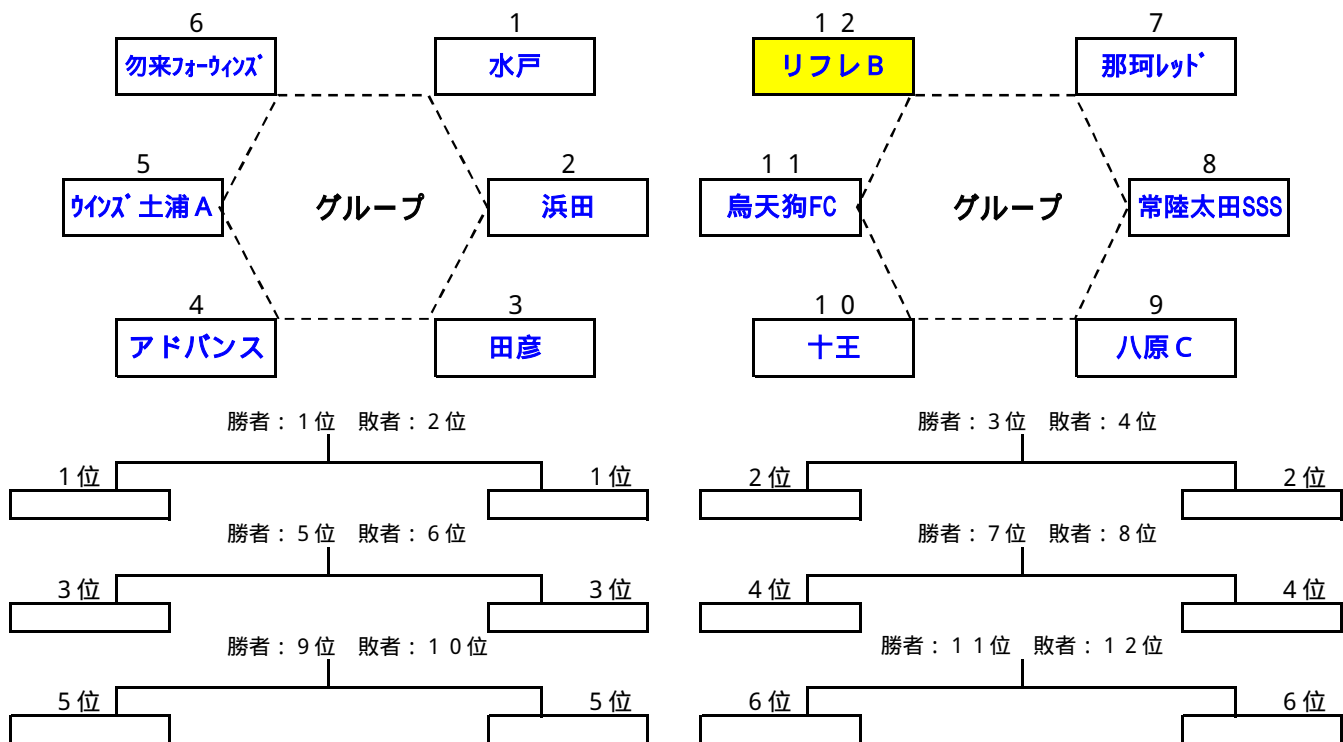 6 1 １２ 7
勿来ﾌｫｰｳｨﾝｽﾞ 水戸 リフレＢ 那珂ﾚｯﾄﾞ
5 2 １１ 8
ｳｲﾝｽﾞ土浦Ａ グループ 浜田 烏天狗FC グループ 常陸太田SSS
4 3 １０ 9
アドバンス 田彦 十王 八原Ｃ
勝者：１位　敗者：２位 勝者：３位　敗者：４位
１位 １位 ２位 ２位
勝者：５位　敗者：６位 勝者：７位　敗者：８位
３位 ３位 ４位 ４位
勝者：９位　敗者：１０位 勝者：１１位　敗者：１２位
５位 ５位 ６位 ６位